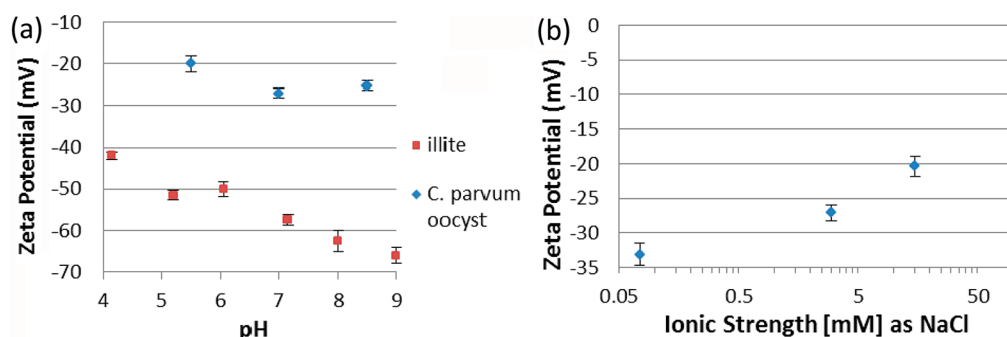 (a)
Zeta Potential (mV)
-10
-20
-30
-40
-50
-60
-70
4 5 6 7 8 9
pH
illite
C. parvum
oocyst
(b)
Zeta Potential (mV)
0
-5
-10
-15
-20
-25
-30
-35
0.05 0.5 5 50
Ionic Strength [mM] as NaCl